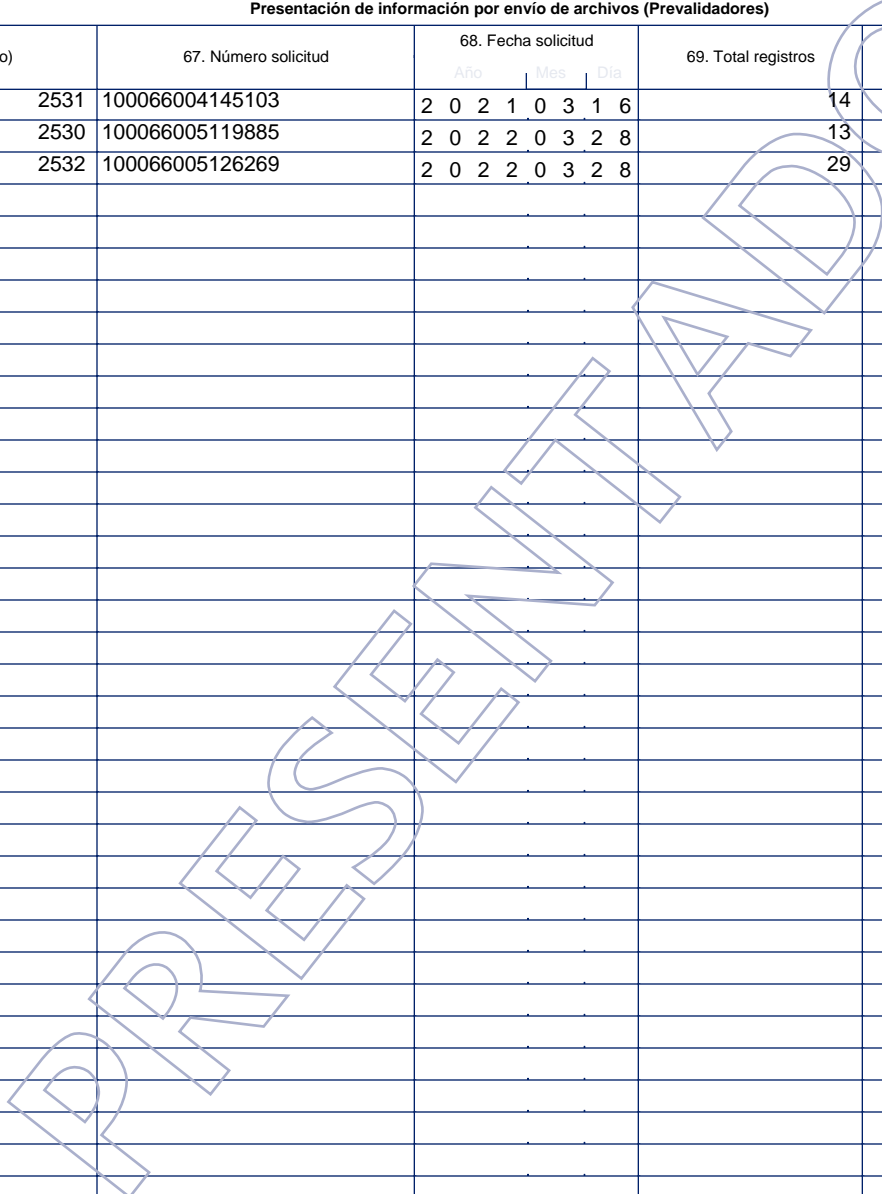 Presentación de información por envío de archivos (Prevalidadores)
o) 67. Número solicitud 68. Fecha solicitud 69. Total registros
Año Mes Día
2531 100066004145103 2 0 2 1 0 3 1 6 14
2530 100066005119885 2 0 2 2 0 3 2 8 13
2532 100066005126269 2 0 2 2 0 3 2 8 29
PRESENTADO